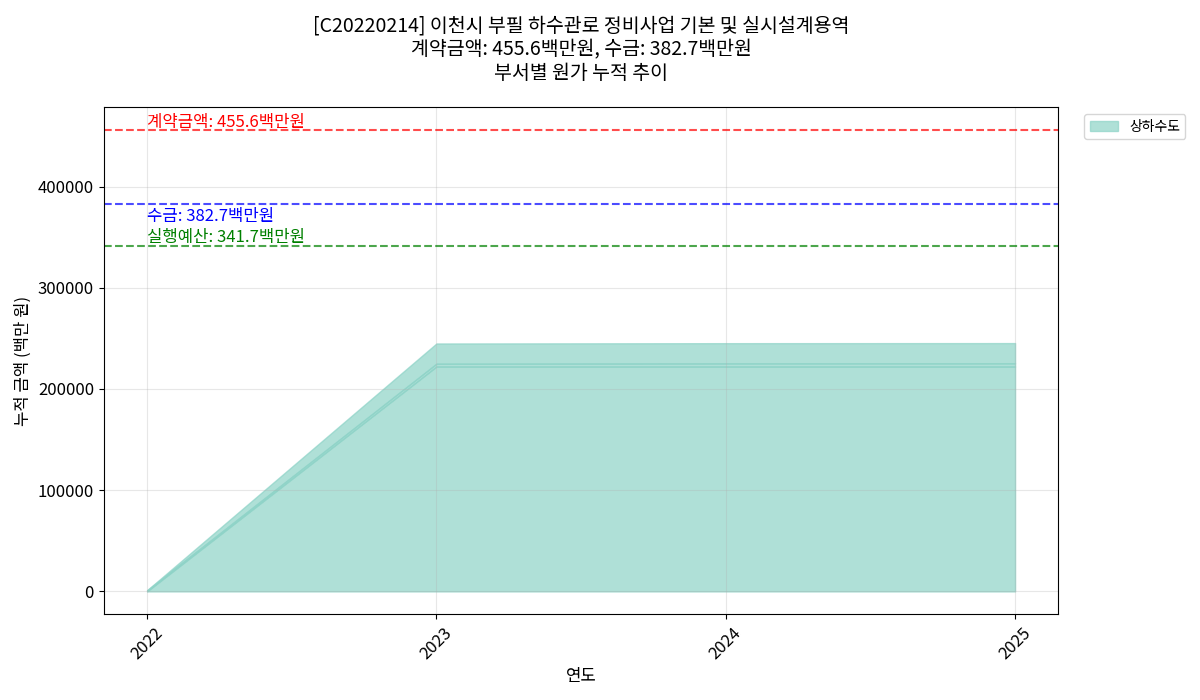 [C20220214] 이천시 부필 하수관로 정비사업 기본 및 실시설계용역
계약금액: 455.6백만원, 수금: 382.7백만원
부서별 원가 누적 추이
계약금액: 455.6백만원
상하수도
수금: 382.7백만원
실행예산: 341.7백만원
400000
300000
200000
100000
0
누적 금액 (백만 원)
2022
2023
2024
2025
연도